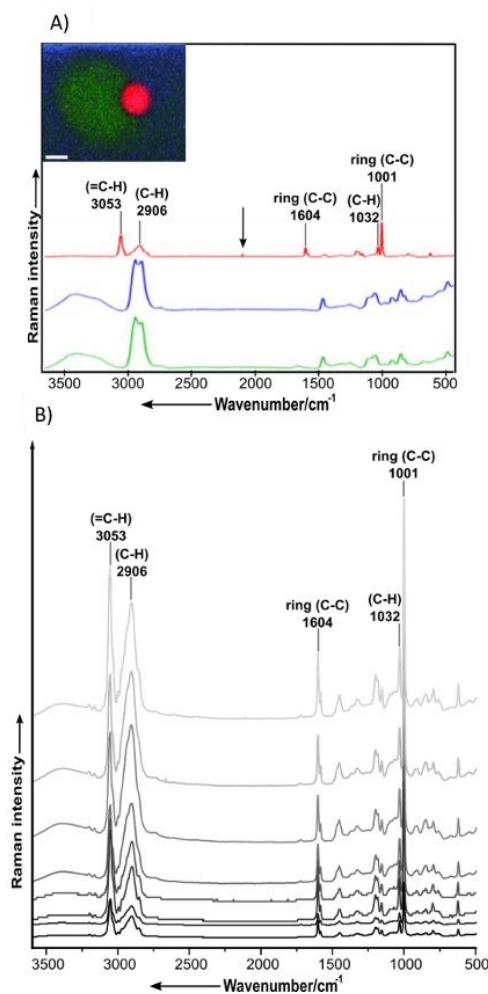 A)
ring (C-C)
1001
(=C-H)
3053
(C-H)
2906
ring (C-C)
1604
(C-H)
1032
Raman intensity
3500 3000 2500 2000 1500 1000 500
Wavenumber/cm-1
B)
ring (C-C)
1001
(=C-H)
3053
(C-H)
2906
ring (C-C)
1604
(C-H)
1032
Raman intensity
3500 3000 2500 2000 1500 1000 500
Wavenumber/cm-1